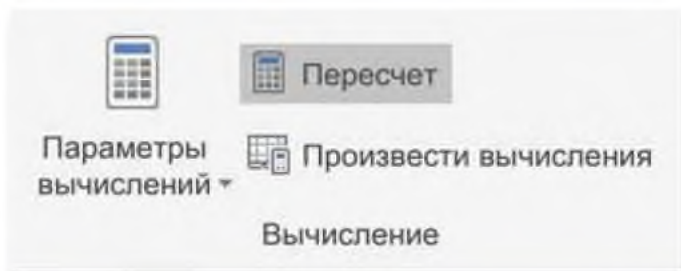 Параметры
вычислений
Пересчет
Произвести вычисления
Вычисление